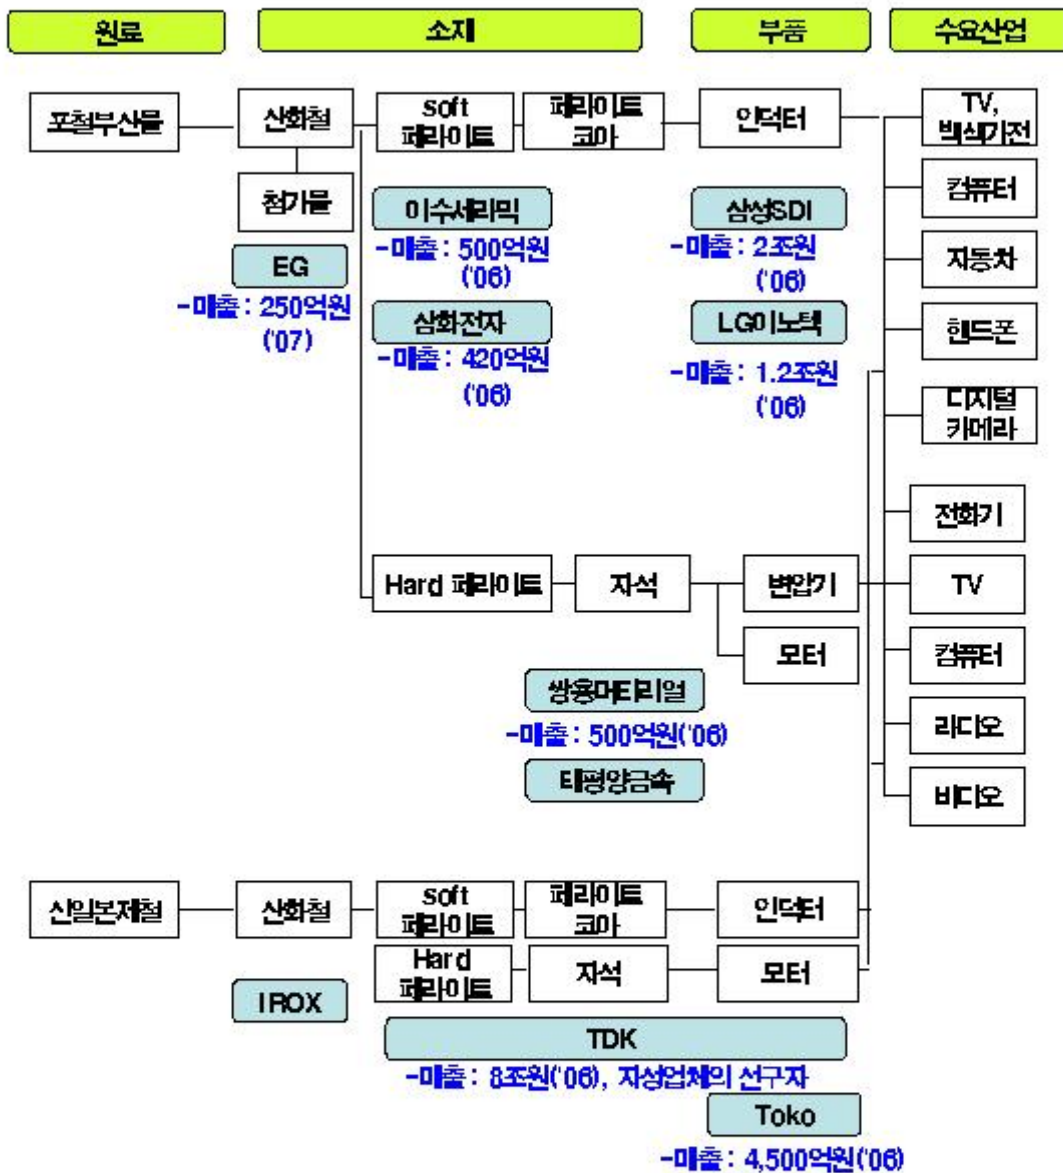 원료
소재
부품
수요산업
포철부산물
산화철
soft
페라이트
페라이트
코아
인덕터
TV,
백색가전
첨가물
컴퓨터
이수세라믹
-매출 : 500억원
('06)
삼성SDI
-매출 : 2조원
('06)
자동차
EG
-매출 : 250억원
('07)
삼화전자
-매출 : 420억원
('06)
LG이노텍
-매출 : 1.2조원
('06)
핸드폰
디지털
카메라
전화기
Hard 페라이트
자석
변압기
TV
모터
컴퓨터
쌍용머티리얼
-매출 : 500억원('06)
라디오
태평양금속
비디오
신일본제철
산화철
soft
페라이트
페라이트
코아
인덕터
Hard
페라이트
자석
모터
IROX
TDK
-매출 : 8조원('06), 자성업체의 선구자
Toko
-매출 : 4,500억원('06)